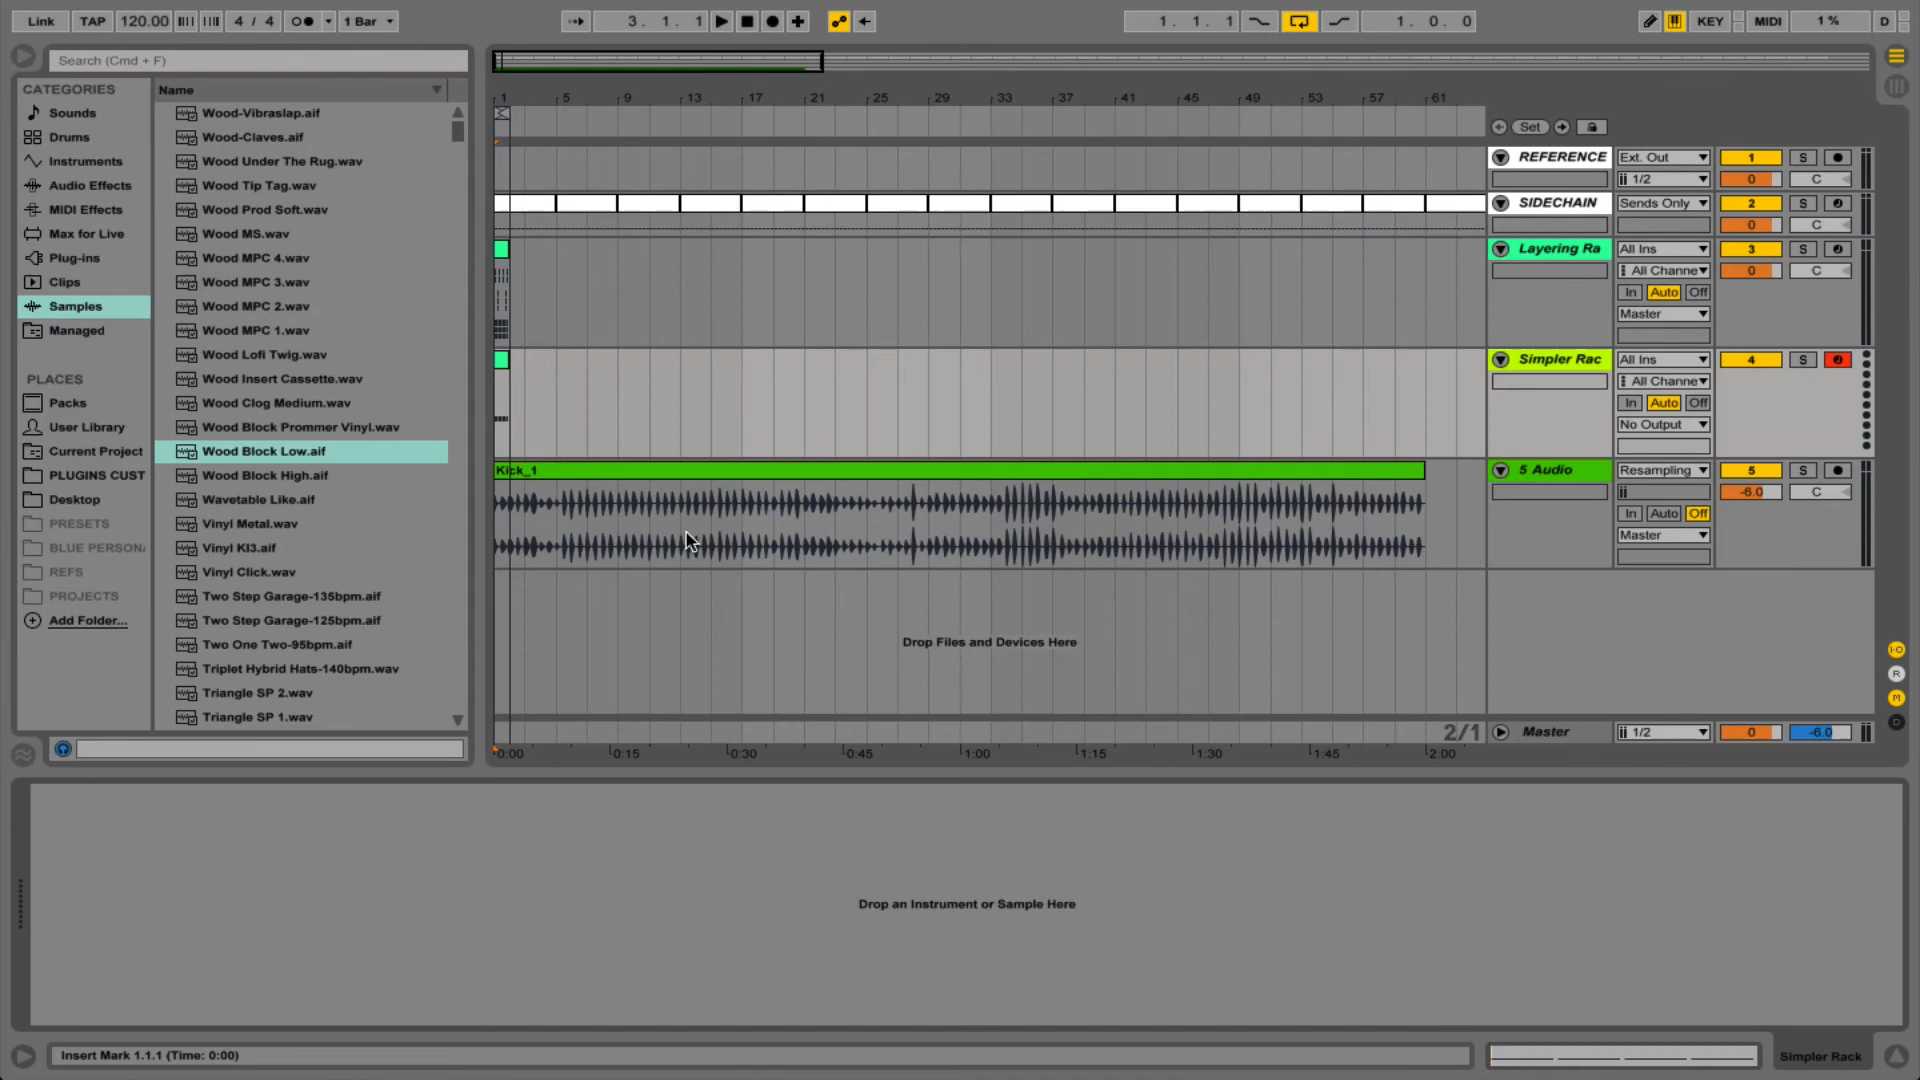 Link TAP 120.00 4 / 4 1 Bar 3. 1. 1 1. 1. 1 1. 0. 0 KEY MIDI 1 % D
Search (Cmd + F)
CATEGORIES
Sounds
Drums
Instruments
Audio Effects
MIDI Effects
Max for Live
Plug-ins
Clips
Samples
Managed
PLACES
Packs
User Library
Current Project
PLUGINS CUST
Desktop
PRESETS
BLUE PERSON
REFS
PROJECTS
Add Folder...
Name
Wood-Vibraslap.aif
Wood-Claves.aif
Wood Under The Rug.wav
Wood Tip Tag.wav
Wood Prod Soft.wav
Wood MS.wav
Wood MPC 4.wav
Wood MPC 3.wav
Wood MPC 2.wav
Wood MPC 1.wav
Wood Lofi Twig.wav
Wood Insert Cassette.wav
Wood Clog Medium.wav
Wood Block Prommer Vinyl.wav
Wood Block Low.aif
Wood Block High.aif
Wavetable Like.aif
Vinyl Metal.wav
Vinyl KI3.aif
Vinyl Click.wav
Two Step Garage-135bpm.aif
Two Step Garage-125bpm.aif
Two One Two-95bpm.aif
Triplet Hybrid Hats-140bpm.wav
Triangle SP 2.wav
Triangle SP 1.wav
1 5 9 13 17 21 25 29 33 37 41 45 49 53 57 61
Set
REFERENCE Ext. Out 1 S
1/2 0 C
SIDECHAIN Sends Only 2 S
0 C
Layering Ra All Ins 3 S
All Channe 0 C
In Auto Off
Master
Simpler Rac All Ins 4 S
All Channe
In Auto Off
No Output
Kick_1 5 Audio Resampling 5 S
-6.0 C
In Auto Off
Master
Drop Files and Devices Here
I-O
R
M
D
2/1 Master 1/2 0 -6.0
0:00 0:15 0:30 0:45 1:00 1:15 1:30 1:45 2:00
Drop an Instrument or Sample Here
Insert Mark 1.1.1 (Time: 0:00) Simpler Rack